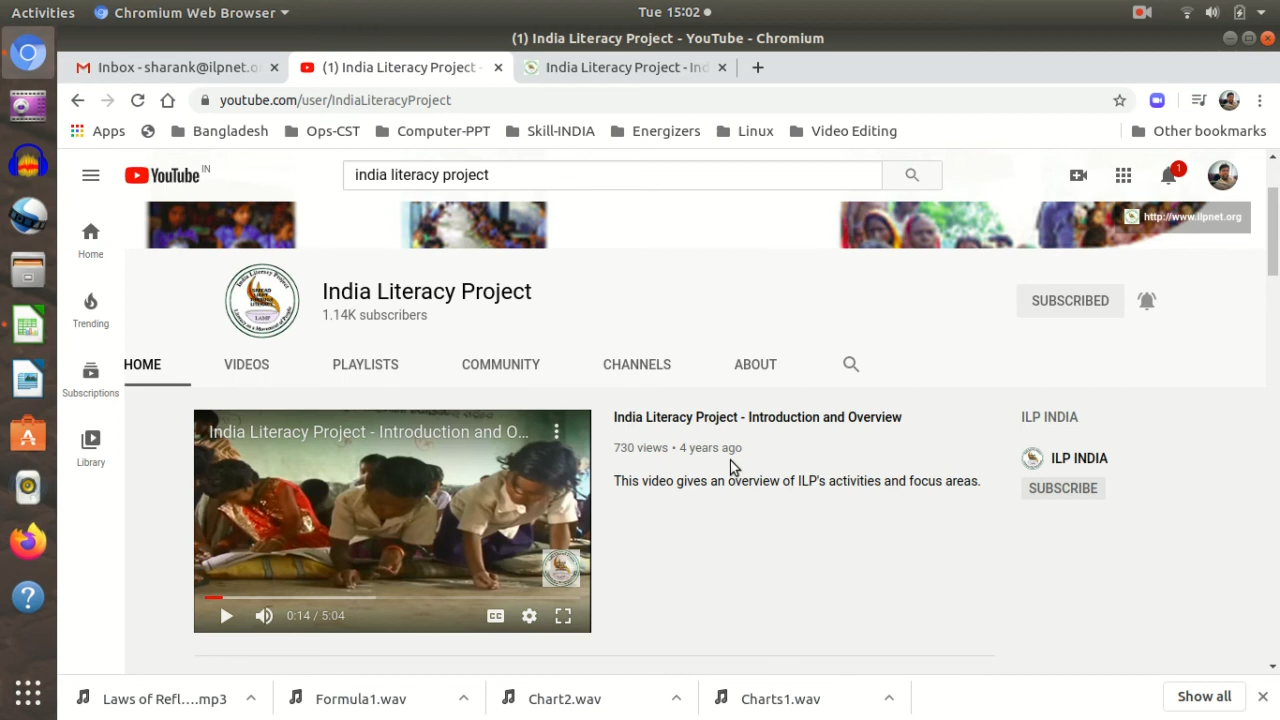 Activities Chromium Web Browser Tue 15:02
(1) India Literacy Project - YouTube - Chromium
Inbox - sharank@ilpnet.o (1) India Literacy Project - India Literacy Project - Ind
youtube.com/user/IndiaLiteracyProject
Apps Bangladesh Ops-CST Computer-PPT Skill-INDIA Energizers Linux Video Editing Other bookmarks
YouTube IN india literacy project 1
http://www.ilpnet.org
Home
India Literacy Project
1.14K subscribers
SUBSCRIBED
Trending
HOME VIDEOS PLAYLISTS COMMUNITY CHANNELS ABOUT
Subscriptions
India Literacy Project - Introduction and O...
India Literacy Project - Introduction and Overview
ILP INDIA
730 views • 4 years ago
ILP INDIA
Library
This video gives an overview of ILP's activities and focus areas.
SUBSCRIBE
0:14 / 5:04
CC
Laws of Refl....mp3 Formula1.wav Chart2.wav Charts1.wav Show all